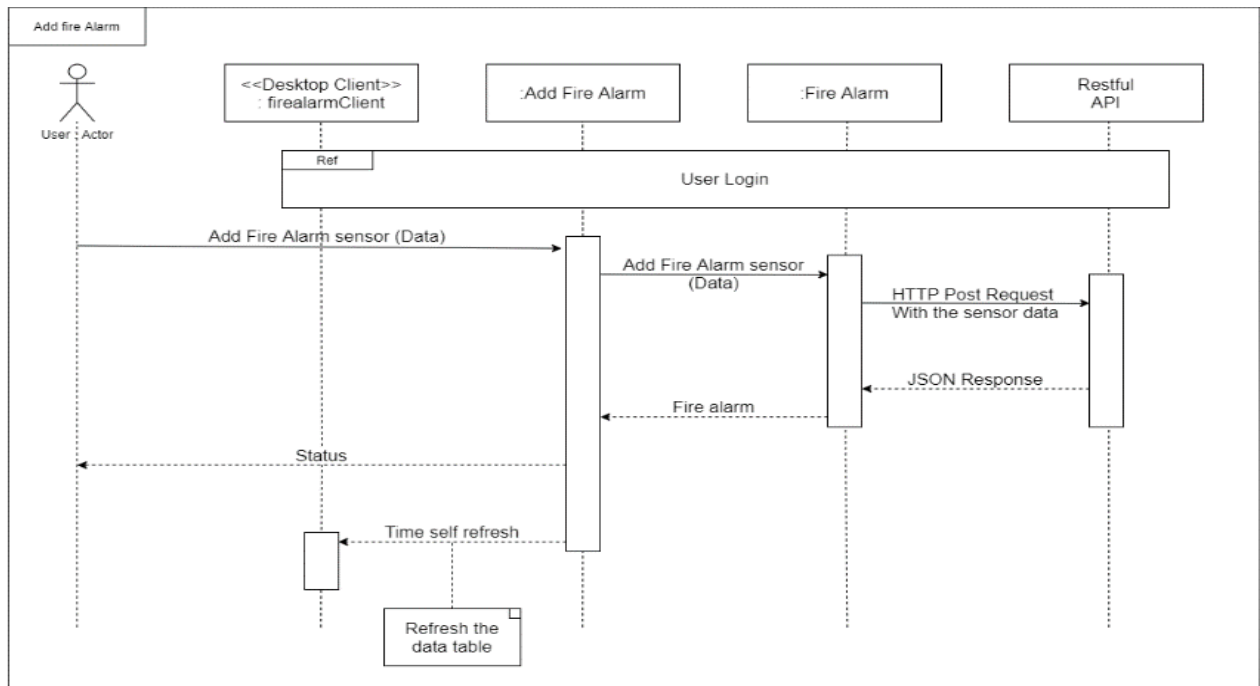 Add fire Alarm
User : Actor
<<Desktop Client>>
: firealarmClient
:Add Fire Alarm
:Fire Alarm
Restful
API
Ref
User Login
Add Fire Alarm sensor (Data)
Add Fire Alarm sensor
(Data)
HTTP Post Request
With the sensor data
JSON Response
Fire alarm
Status
Time self refresh
Refresh the
data table